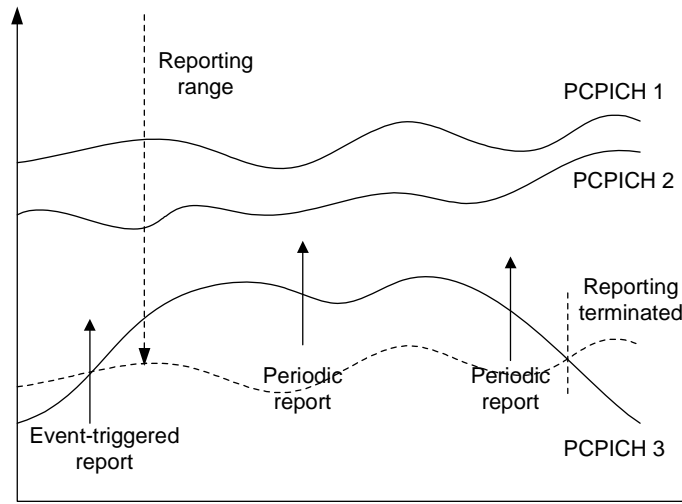 Reporting
range
PCPICH 1
PCPICH 2
Reporting
terminated
Periodic
report
Periodic
report
Event-triggered
report
PCPICH 3